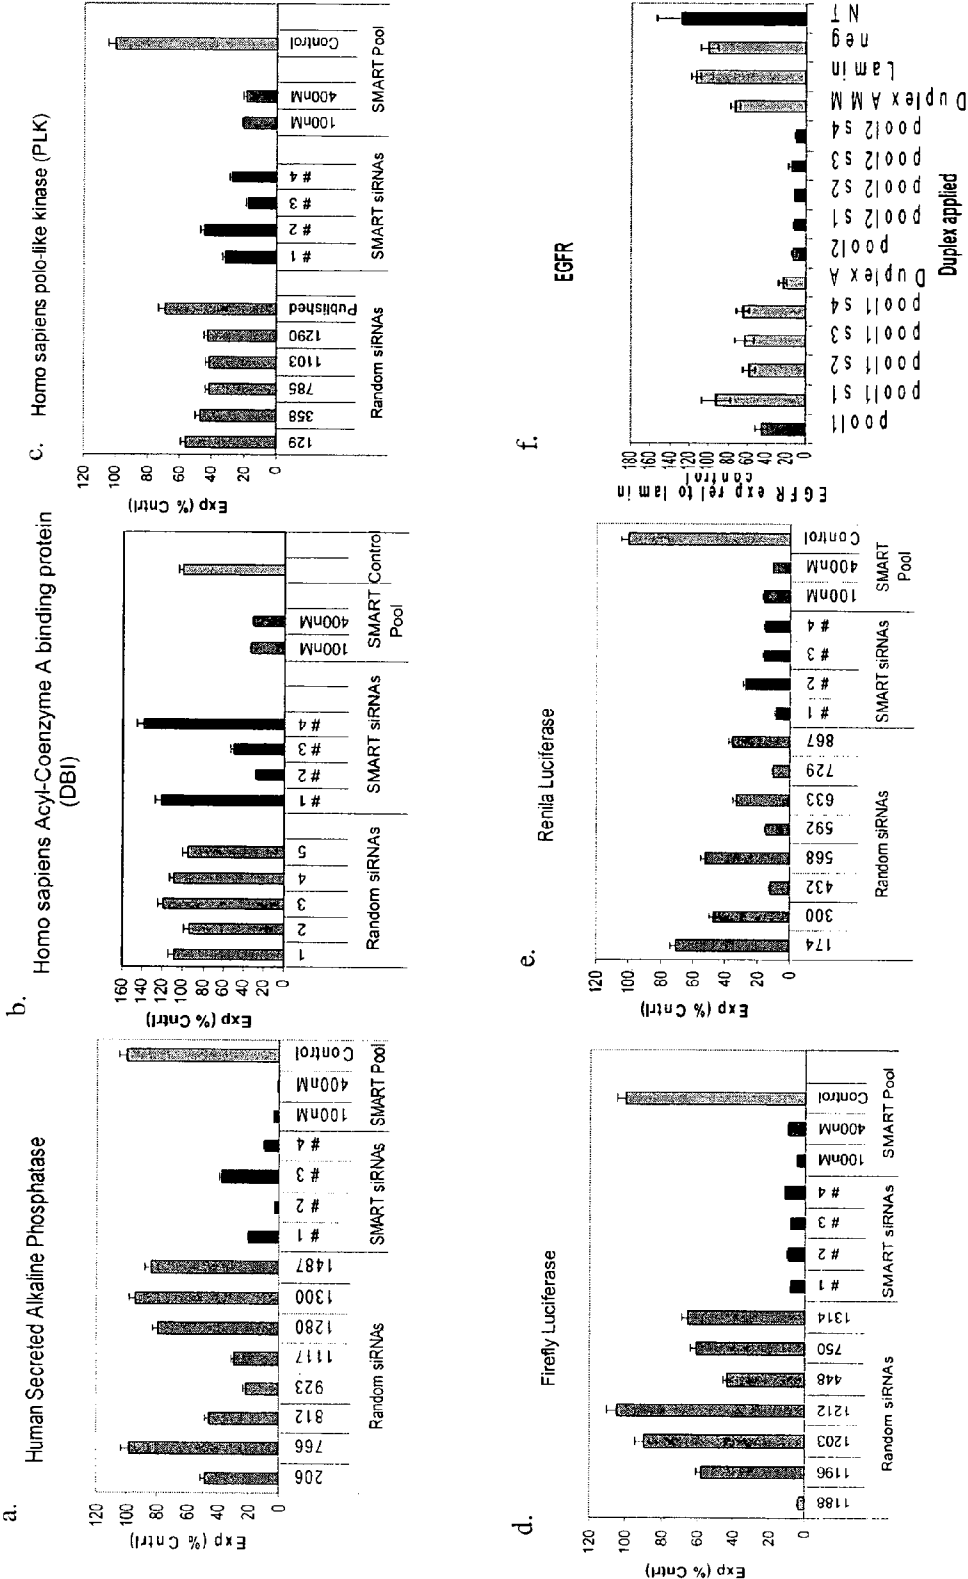 a.
Human Secreted Alkaline Phosphatase
Exp (% Cntrl)
120
100
80
60
40
20
0
206
766
812
923
1117
1280
1300
1487
# 1
# 2
# 3
# 4
100nM
400nM
Control
Random siRNAs
SMART siRNAs
SMART Pool
b.
Homo sapiens Acyl-Coenzyme A binding protein
(DBI)
Exp (% Cntrl)
160
140
120
100
80
60
40
20
0
1
2
3
4
5
# 1
# 2
# 3
# 4
100nM
400nM
Random siRNAs
SMART siRNAs
SMART Control
Pool
c.
Homo sapiens polo-like kinase (PLK)
Exp (% Cntrl)
120
100
80
60
40
20
0
129
358
785
1103
1290
Published
# 1
# 2
# 3
# 4
100nM
400nM
Control
Random siRNAs
SMART siRNAs
SMART Pool
d.
Firefly Luciferase
Exp (% Cntrl)
120
100
80
60
40
20
0
1188
1196
1203
1212
448
750
1314
# 1
# 2
# 3
# 4
100nM
400nM
Control
Random siRNAs
SMART siRNAs
SMART Pool
e.
Renila Luciferase
Exp (% Cntrl)
120
100
80
60
40
20
0
174
300
432
568
592
633
729
867
# 1
# 2
# 3
# 4
100nM
400nM
Control
Random siRNAs
SMART siRNAs
SMART
Pool
f.
EGFR
EGFR exp rel to lamin
control
180
160
140
120
100
80
60
40
20
0
pool1
pool1 s1
pool1 s2
pool1 s3
pool1 s4
Duplex A
pool2
pool2 s1
pool2 s2
pool2 s3
pool2 s4
Duplex AMM
Lamin
neg
NT
Duplex applied